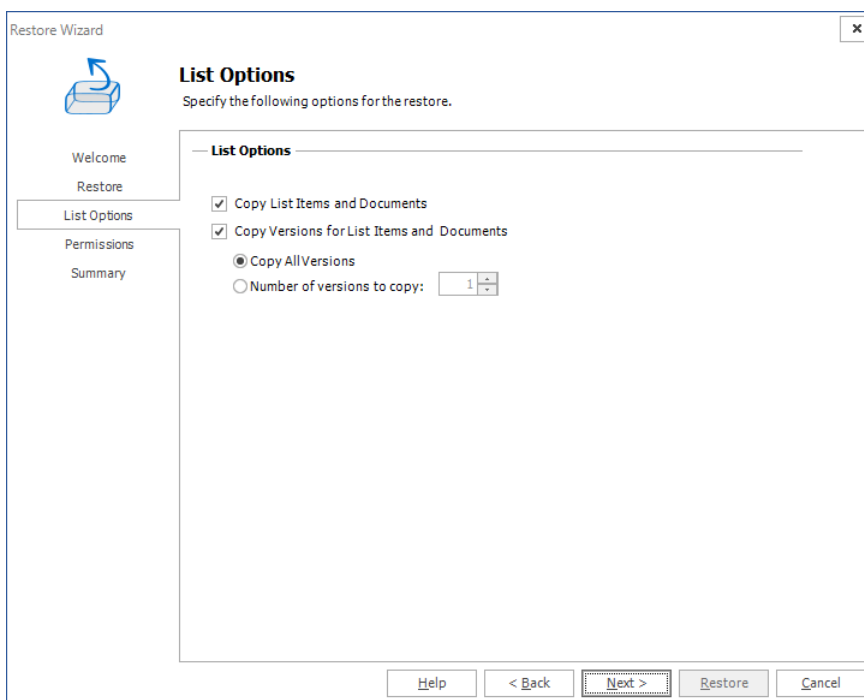 Restore Wizard
List Options
Specify the following options for the restore.
Welcome
Restore
List Options
Permissions
Summary
List Options
Copy List Items and Documents
Copy Versions for List Items and Documents
Copy All Versions
Number of versions to copy: 1
Help < Back Next > Restore Cancel